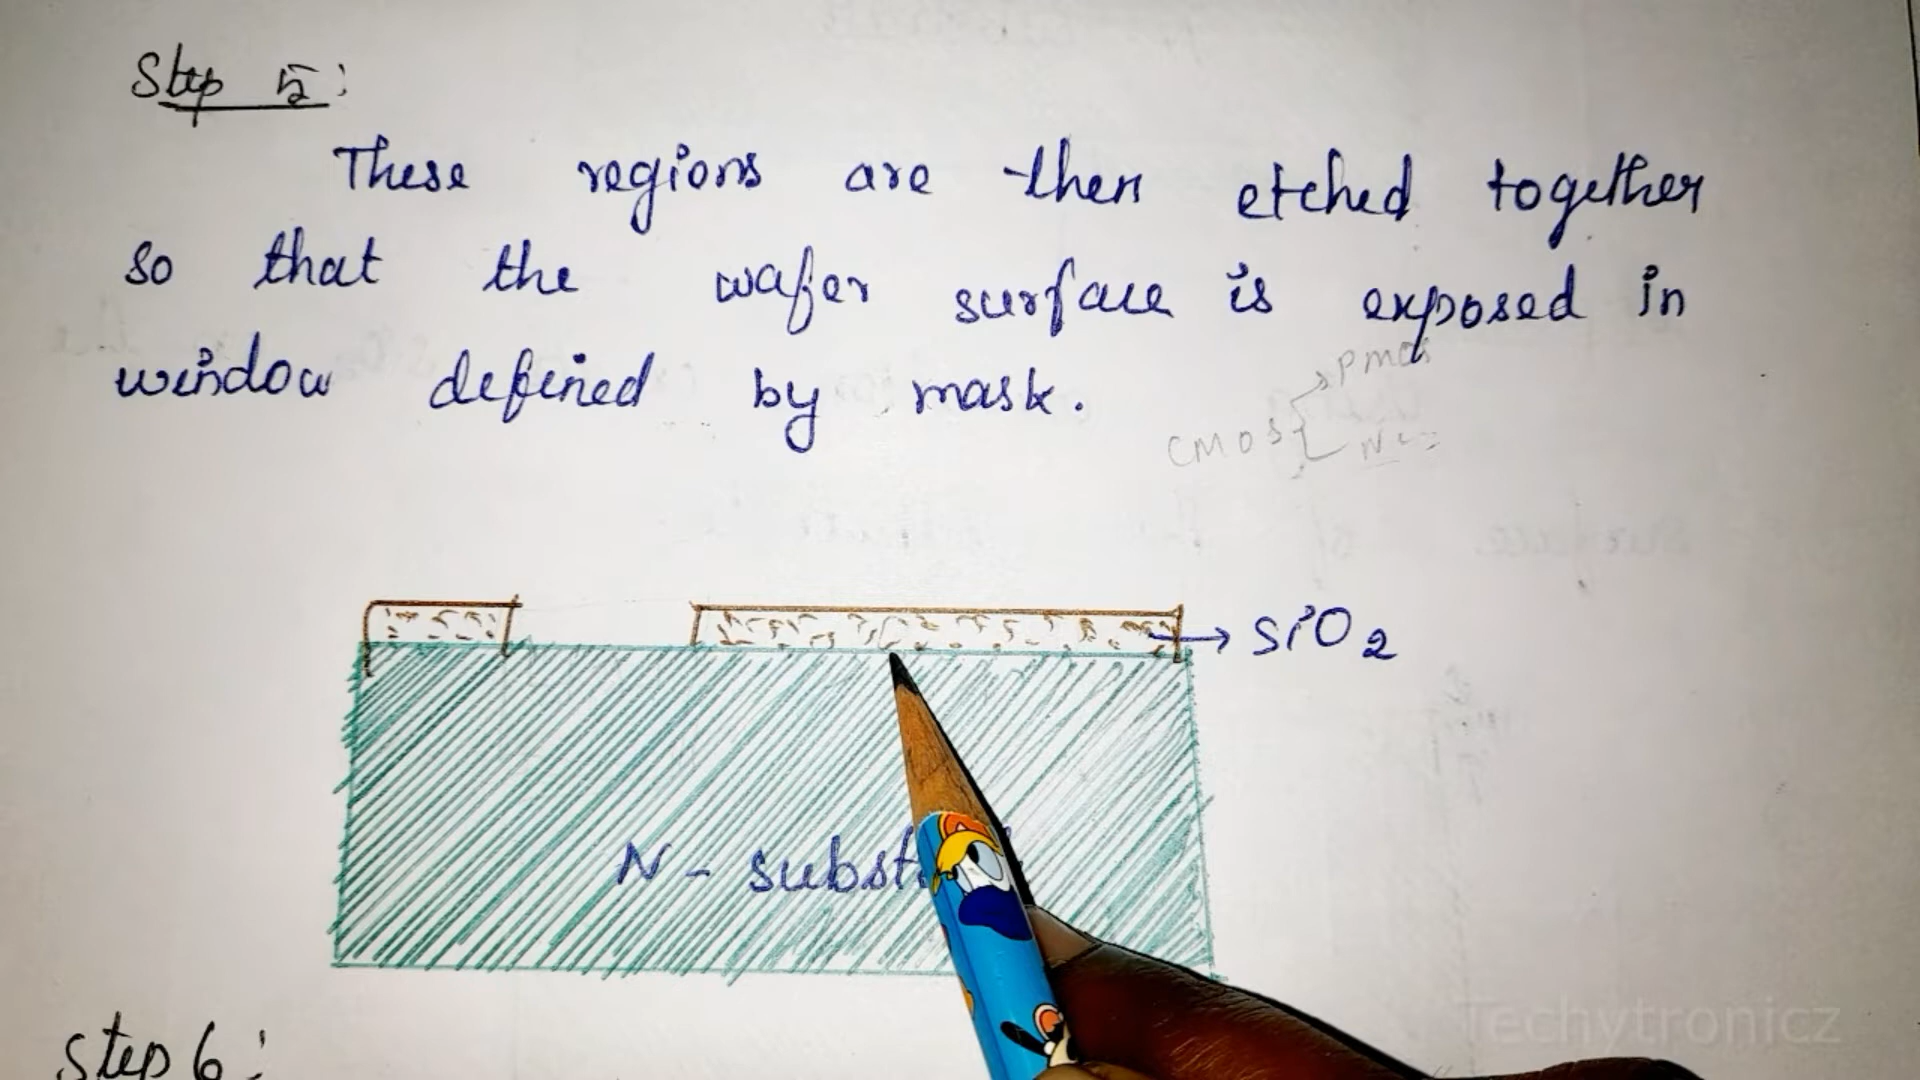 Step 5:
These regions are then etched together
so that the wafer surface is exposed in
window defined by mask.
PMOS
CMOS
SiO2
N - subst
Step 6:
Techytronicz